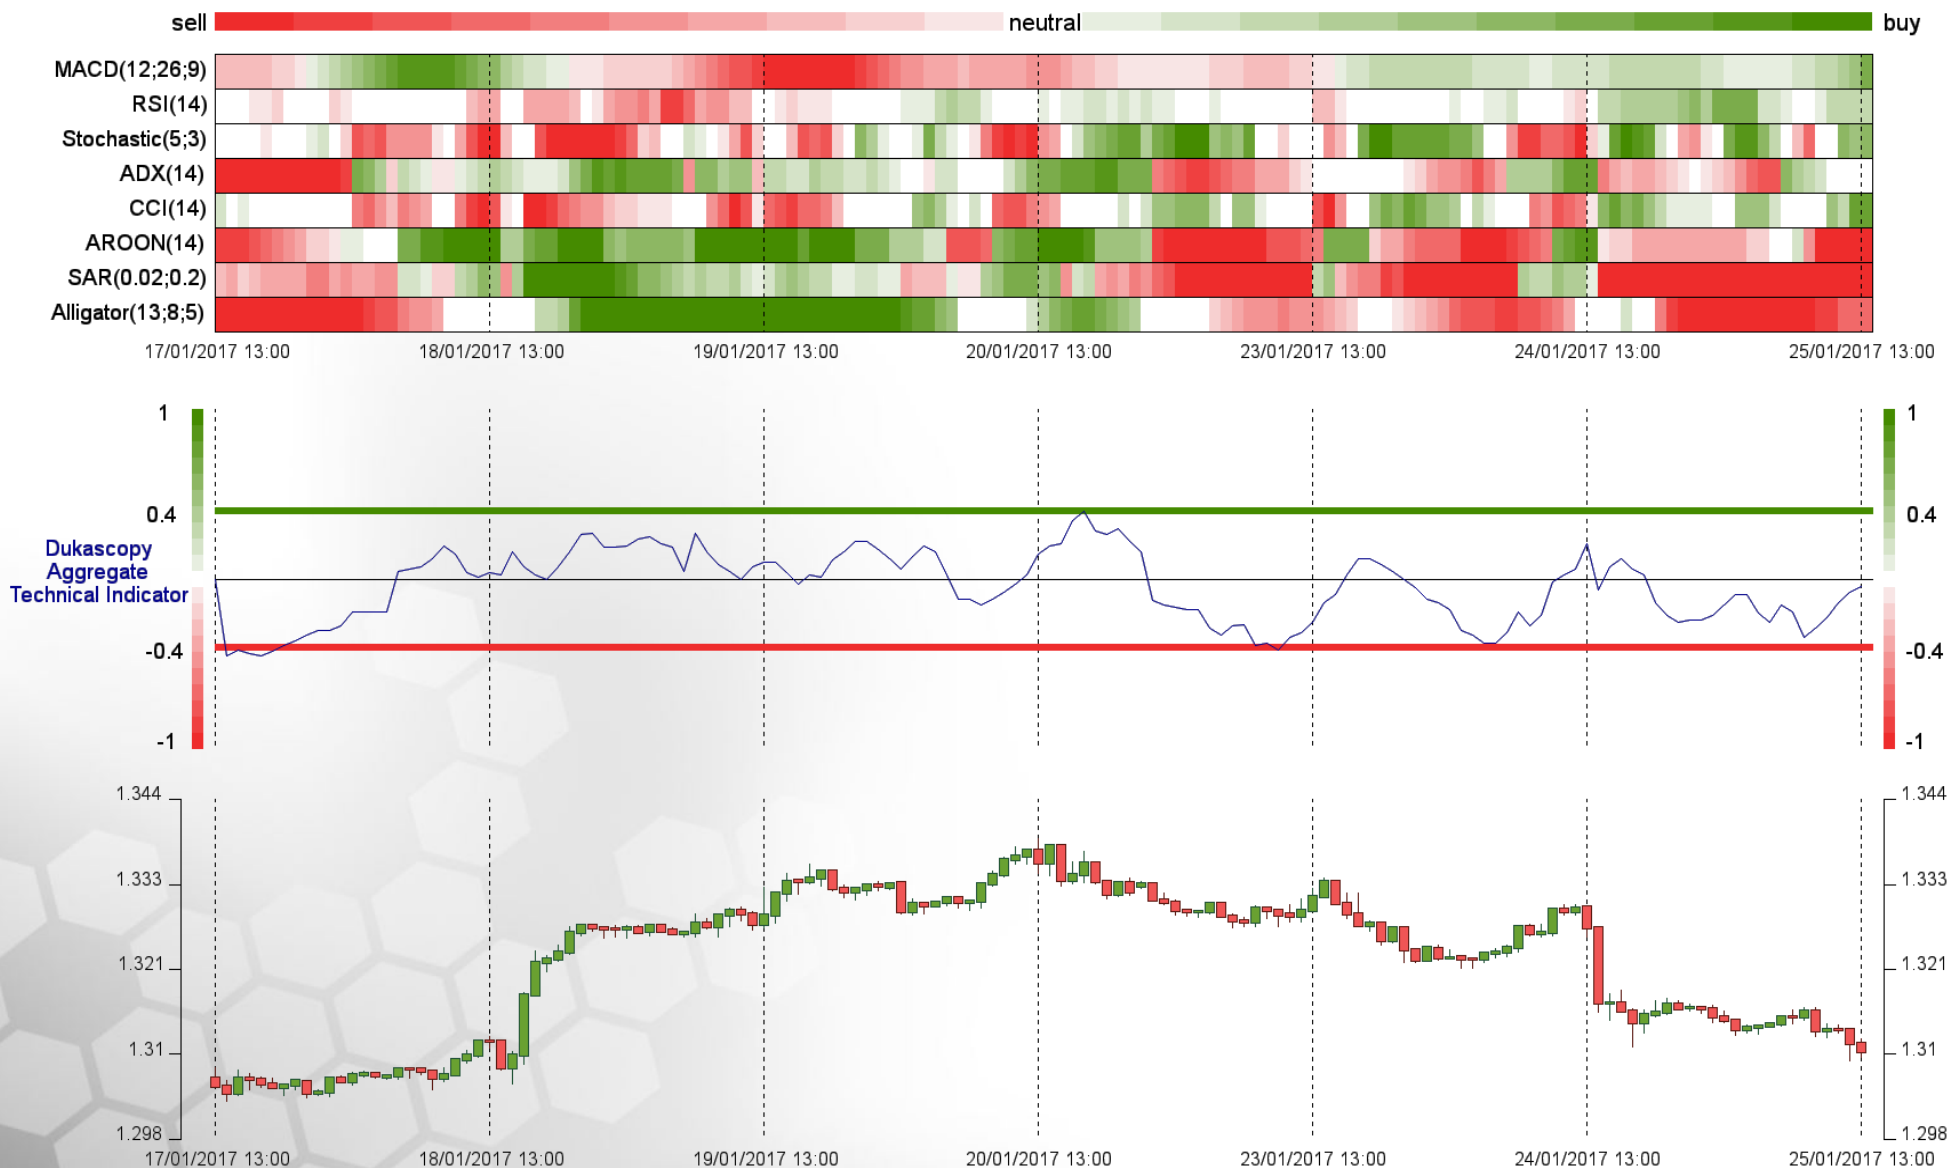 sell neutral buy
MACD(12;26;9)
RSI(14)
Stochastic(5;3)
ADX(14)
CCI(14)
AROON(14)
SAR(0.02;0.2)
Alligator(13;8;5)
17/01/2017 13:00 18/01/2017 13:00 19/01/2017 13:00 20/01/2017 13:00 23/01/2017 13:00 24/01/2017 13:00 25/01/2017 13:00
1 1
0.4 0.4
Dukascopy
Aggregate
Technical Indicator
-0.4 -0.4
-1 -1
1.344 1.344
1.333 1.333
1.321 1.321
1.31 1.31
1.298 1.298
17/01/2017 13:00 18/01/2017 13:00 19/01/2017 13:00 20/01/2017 13:00 23/01/2017 13:00 24/01/2017 13:00 25/01/2017 13:00